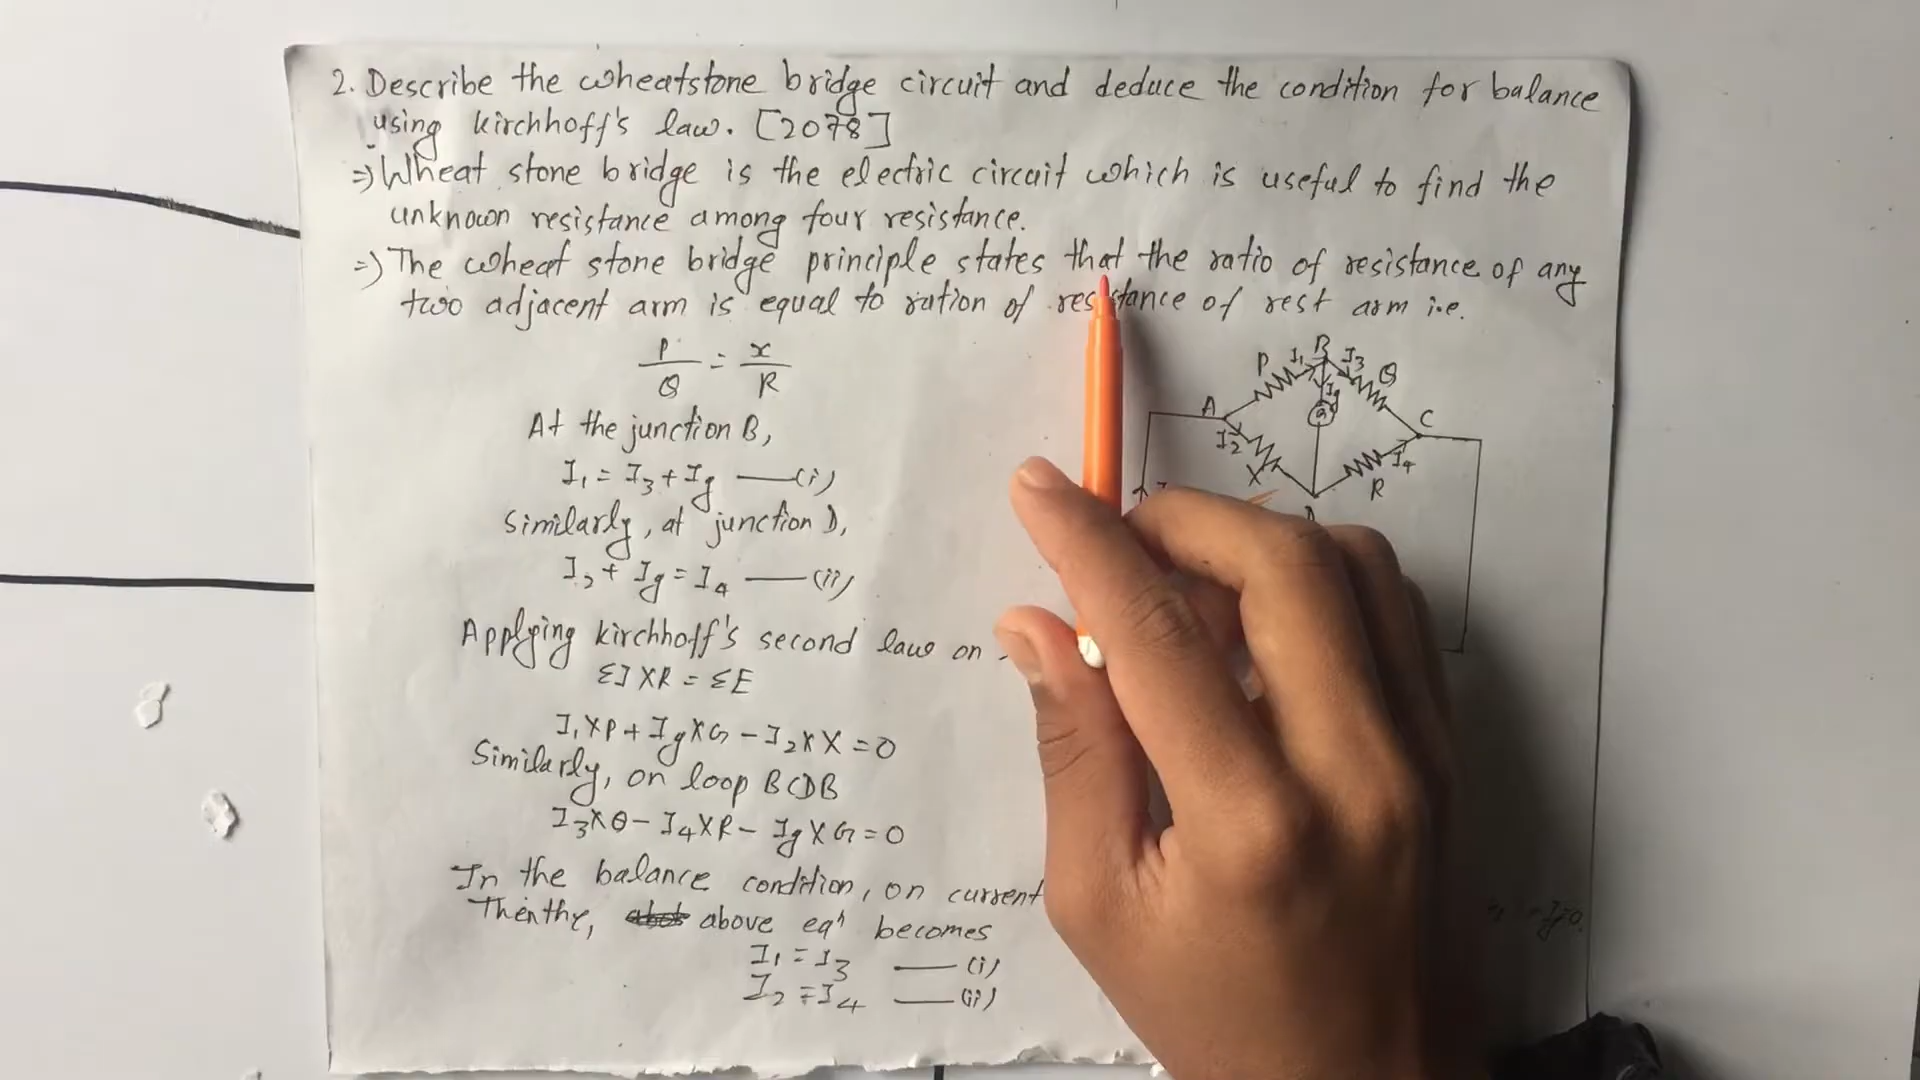 2. Describe the wheatstone bridge circuit and deduce the condition for balance
using kirchhoff's law. [2078]
=> Wheat stone bridge is the electric circuit which is useful to find the
unknown resistance among four resistance.
=> The wheat stone bridge principle states that the ratio of resistance of any
two adjacent arm is equal to ration of resistance of rest arm i.e.
P/Q = x/R
At the junction B,
I₁ = I₃ + Ig —— (i)
Similarly, at junction D,
I₂ + Ig = I₄ —— (ii)
Applying kirchhoff's second law on
ΣI X R = ΣE
I₁ X P + Ig X G - I₂ X X = 0
Similarly, on loop BCDB
I₃ X Q - I₄ X R - Ig X G = 0
In the balance condition, on current
Then the, above eqn becomes
I₁ = I₃ —— (i)
I₂ = I₄ —— (ii)
B
P I₁ I₃ Q
Ig
A G C
I₂ I₄
X R
Ig=0.